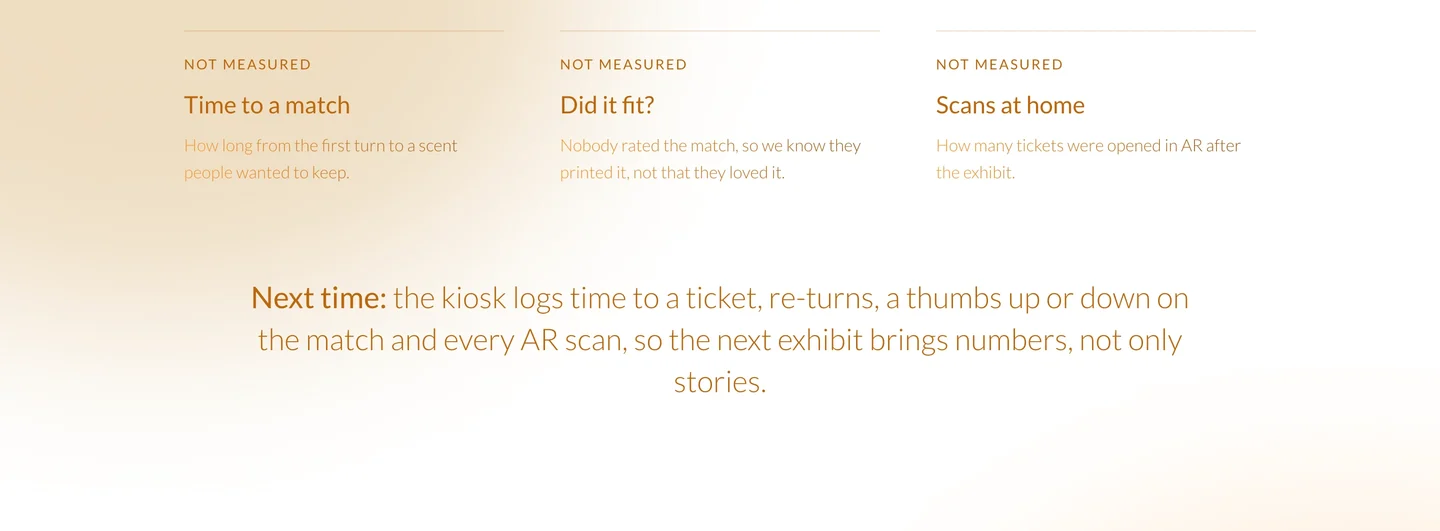 NOT MEASURED
Time to a match
How long from the first turn to a scent
people wanted to keep.
NOT MEASURED
Did it fit?
Nobody rated the match, so we know they
printed it, not that they loved it.
NOT MEASURED
Scans at home
How many tickets were opened in AR after
the exhibit.
Next time: the kiosk logs time to a ticket, re-turns, a thumbs up or down on
the match and every AR scan, so the next exhibit brings numbers, not only
stories.